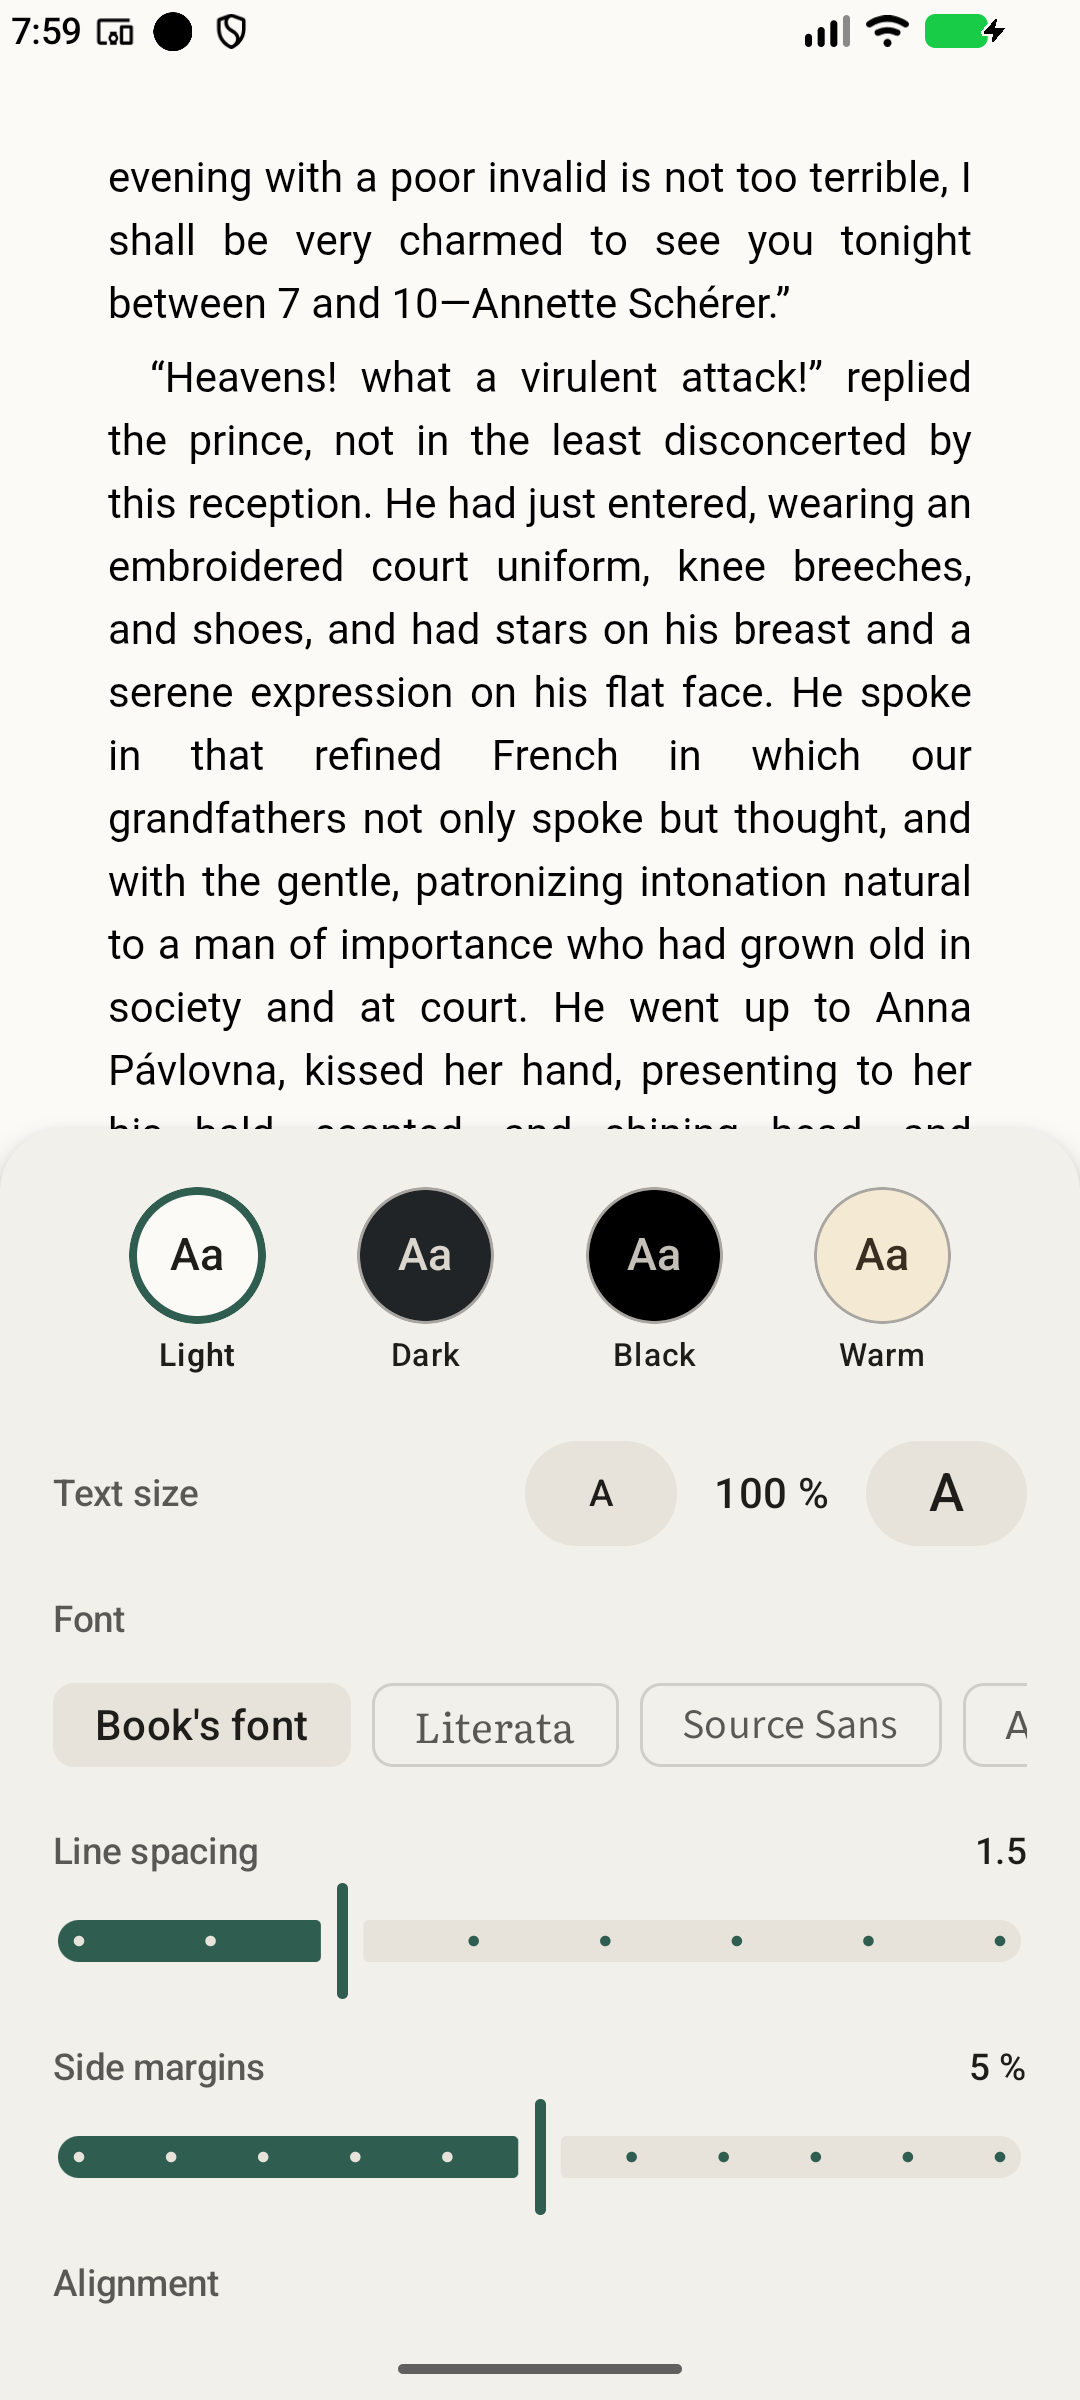 7:59
evening with a poor invalid is not too terrible, I
shall be very charmed to see you tonight
between 7 and 10—Annette Schérer.”
“Heavens! what a virulent attack!” replied
the prince, not in the least disconcerted by
this reception. He had just entered, wearing an
embroidered court uniform, knee breeches,
and shoes, and had stars on his breast and a
serene expression on his flat face. He spoke
in that refined French in which our
grandfathers not only spoke but thought, and
with the gentle, patronizing intonation natural
to a man of importance who had grown old in
society and at court. He went up to Anna
Pávlovna, kissed her hand, presenting to her
his bald, scented, and shining head, and
Aa Aa Aa Aa
Light Dark Black Warm
Text size A 100 % A
Font
Book's font Literata Source Sans A
Line spacing 1.5
Side margins 5 %
Alignment